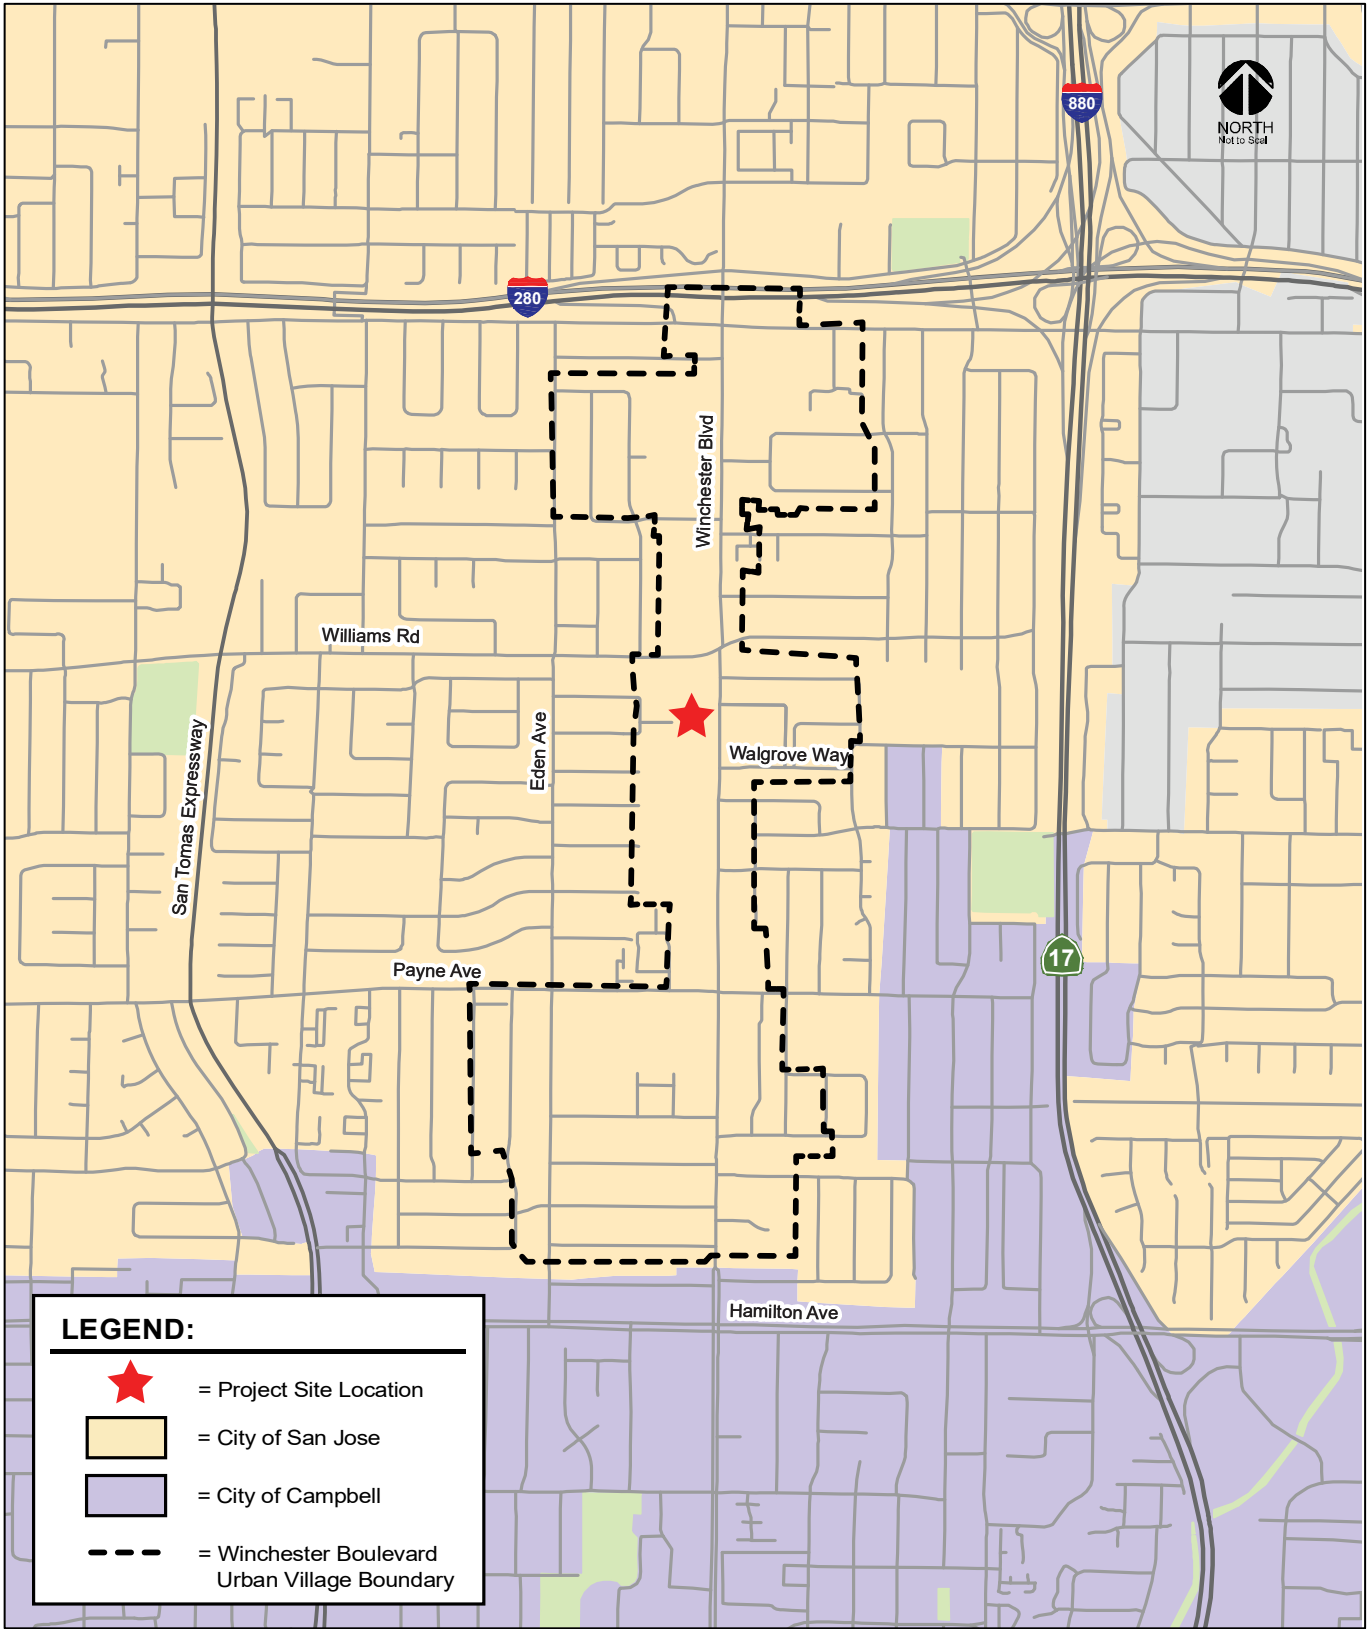 880
NORTH
Not to Scal
280
Winchester Blvd
Williams Rd
Eden Ave
Walgrove Way
San Tomas Expressway
Payne Ave
17
Hamilton Ave
LEGEND:
= Project Site Location
= City of San Jose
= City of Campbell
= Winchester Boulevard
Urban Village Boundary